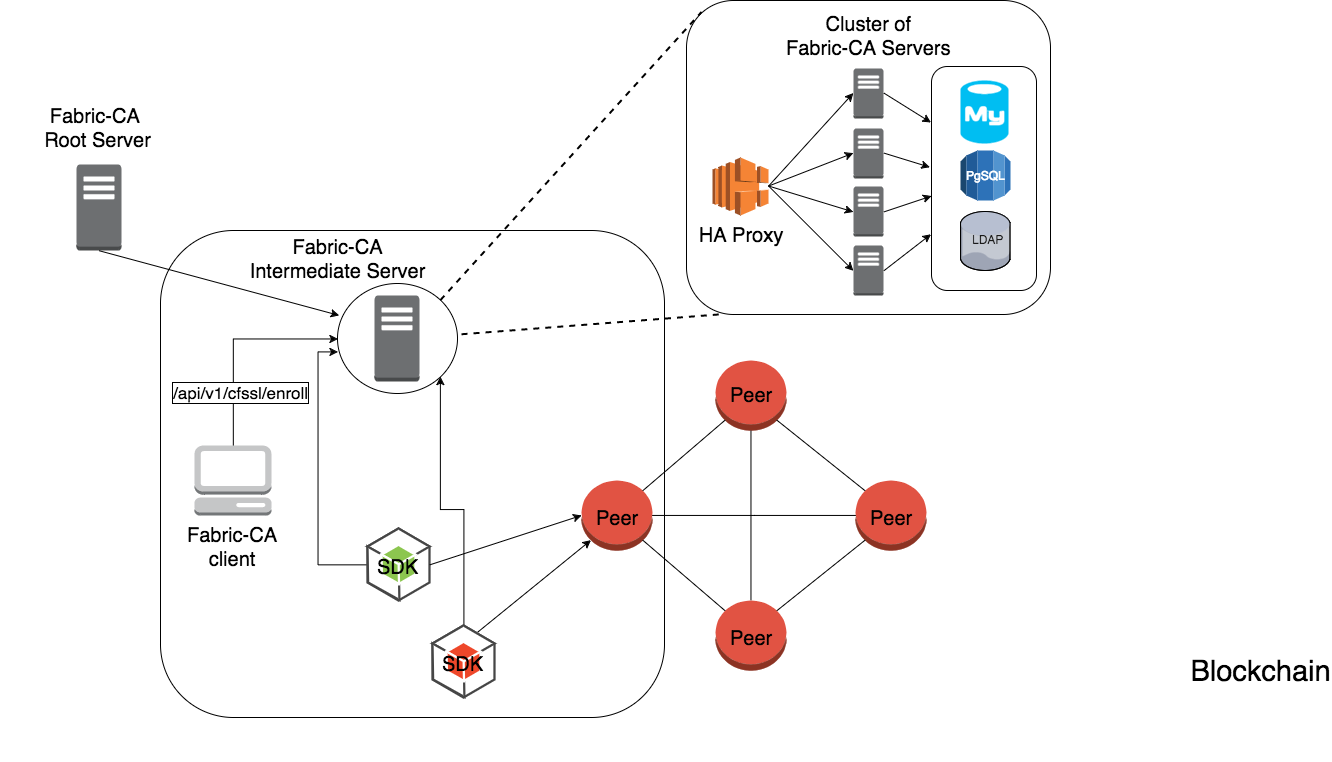 Cluster of
Fabric-CA Servers
My
PgSQL
LDAP
HA Proxy
Fabric-CA
Root Server
Fabric-CA
Intermediate Server
/api/v1/cfssl/enroll
Fabric-CA
client
SDK
SDK
Peer
Peer
Peer
Peer
Blockchain